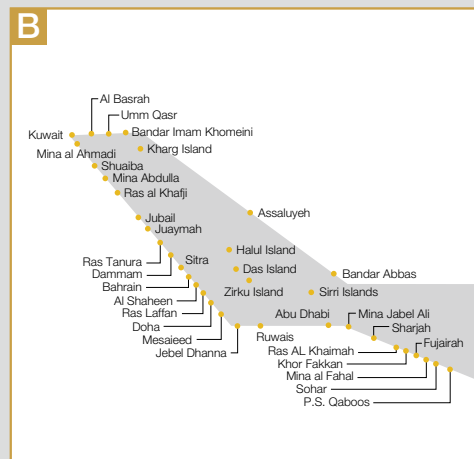 B
Al Basrah
Umm Qasr
Kuwait
Bandar Imam Khomeini
Mina al Ahmadi
Kharg Island
Shuaiba
Mina Abdulla
Ras al Khafji
Assaluyeh
Jubail
Juaymah
Halul Island
Ras Tanura
Sitra
Das Island
Dammam
Bandar Abbas
Bahrain
Zirku Island
Sirri Islands
Al Shaheen
Ras Laffan
Abu Dhabi
Mina Jabel Ali
Doha
Sharjah
Mesaieed
Ruwais
Fujairah
Jebel Dhanna
Ras AL Khaimah
Khor Fakkan
Mina al Fahal
Sohar
P.S. Qaboos